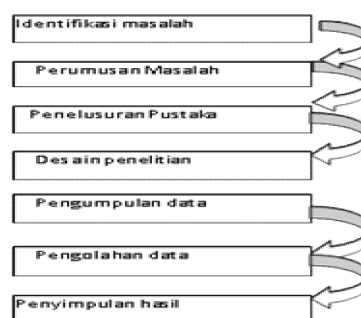 Identifikasi masalah
Perumusan Masalah
Penelusuran Pustaka
Desain penelitian
Pengumpulan data
Pengolahan data
Penyimpulan hasil